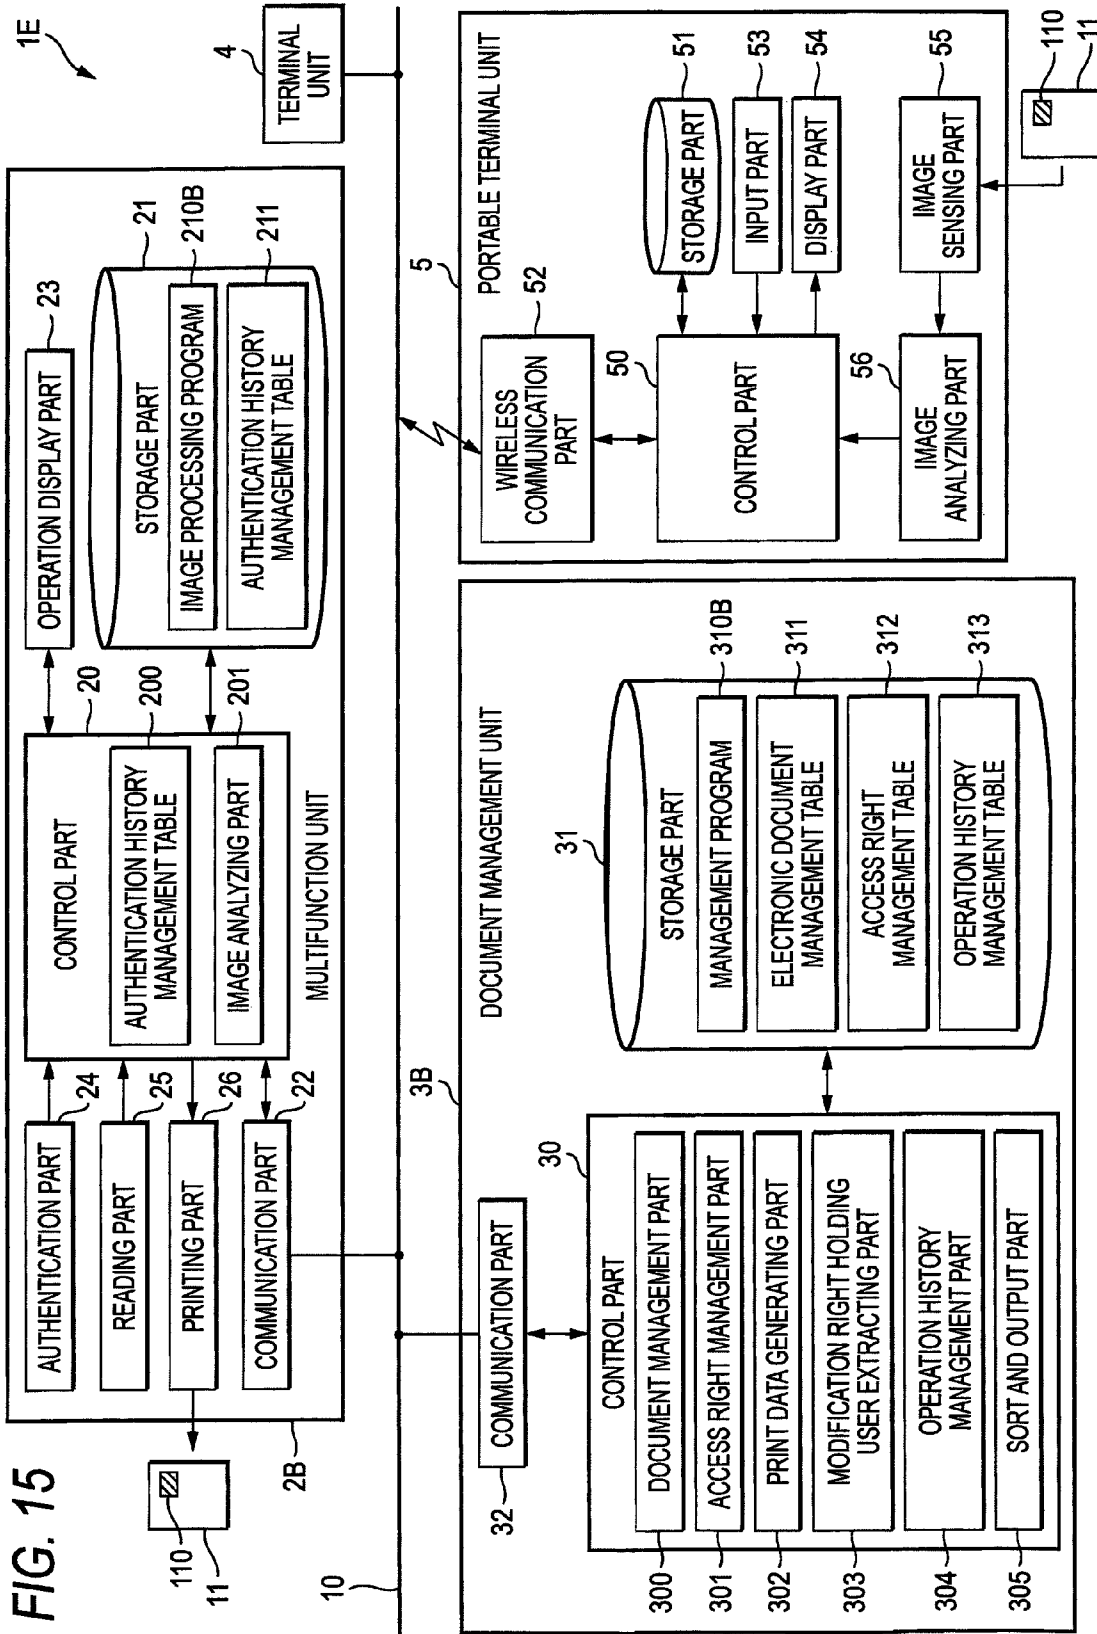 FIG. 15
1E
110
11
2B
10
AUTHENTICATION PART
24
READING PART
25
PRINTING PART
26
COMMUNICATION PART
22
CONTROL PART
20
AUTHENTICATION HISTORY
MANAGEMENT TABLE
200
IMAGE ANALYZING PART
201
MULTIFUNCTION UNIT
OPERATION DISPLAY PART
23
STORAGE PART
21
IMAGE PROCESSING PROGRAM
210B
AUTHENTICATION HISTORY
MANAGEMENT TABLE
211
TERMINAL
UNIT
4
3B
DOCUMENT MANAGEMENT UNIT
COMMUNICATION PART
32
CONTROL PART
30
DOCUMENT MANAGEMENT PART
300
ACCESS RIGHT MANAGEMENT PART
301
PRINT DATA GENERATING PART
302
MODIFICATION RIGHT HOLDING
USER EXTRACTING PART
303
OPERATION HISTORY
MANAGEMENT PART
304
SORT AND OUTPUT PART
305
31
STORAGE PART
MANAGEMENT PROGRAM
310B
ELECTRONIC DOCUMENT
MANAGEMENT TABLE
311
ACCESS RIGHT
MANAGEMENT TABLE
312
OPERATION HISTORY
MANAGEMENT TABLE
313
5
PORTABLE TERMINAL UNIT
WIRELESS
COMMUNICATION
PART
52
50
CONTROL PART
STORAGE PART
51
INPUT PART
53
DISPLAY PART
54
56
IMAGE
ANALYZING PART
IMAGE
SENSING PART
55
110
11